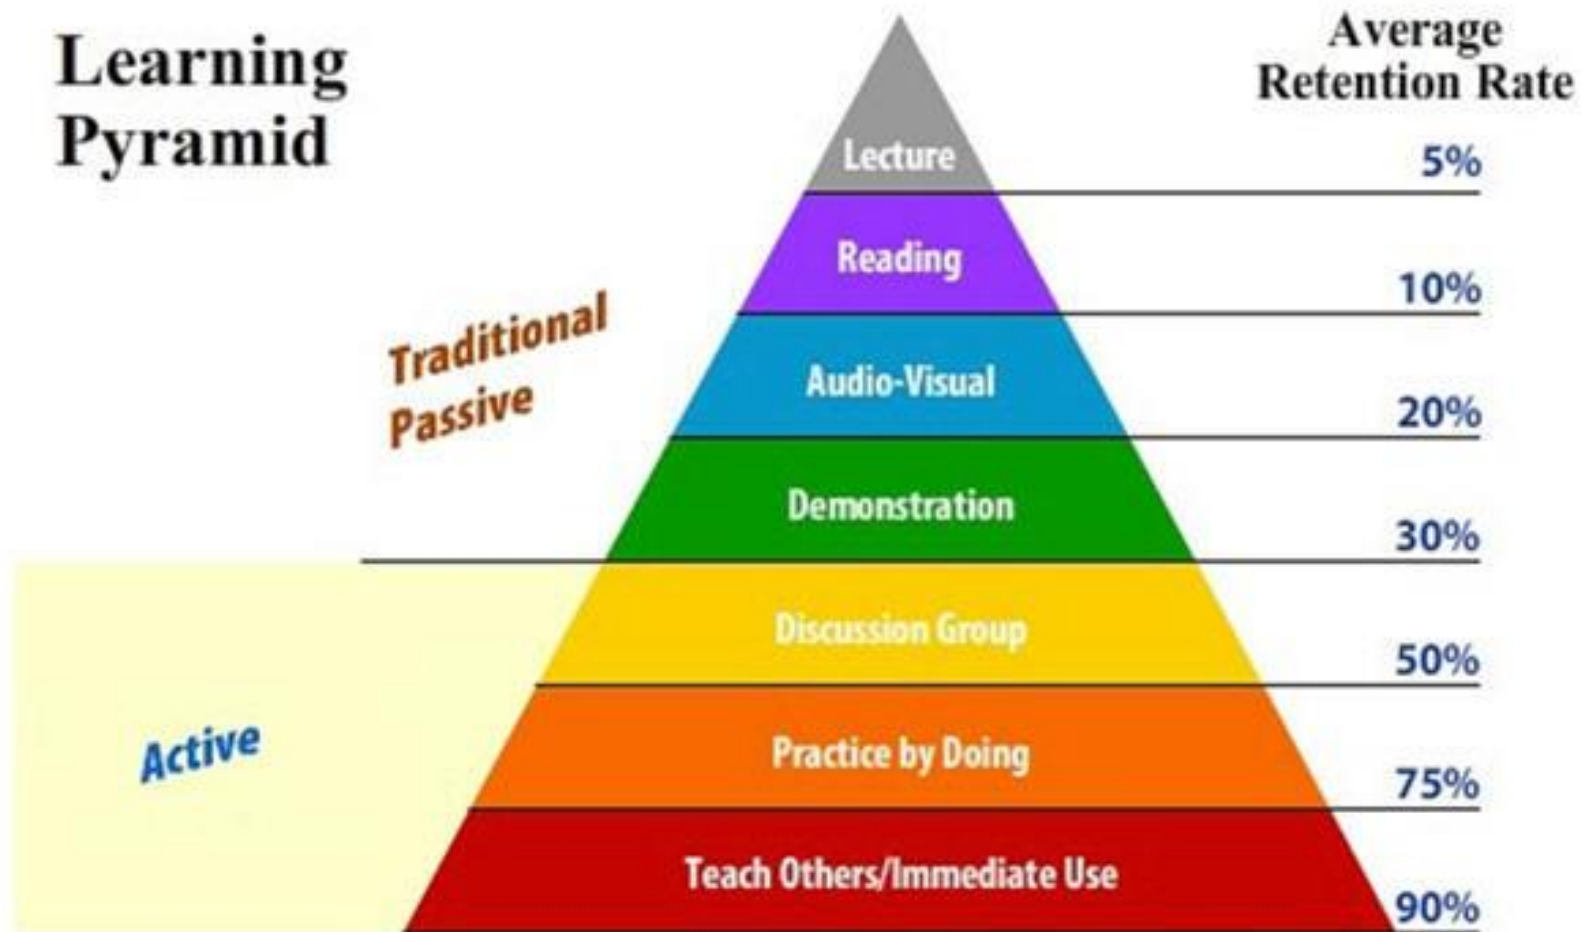 Learning
Pyramid
Average
Retention Rate
Lecture
5%
Reading
10%
Traditional
Passive
Audio-Visual
20%
Demonstration
30%
Discussion Group
50%
Active
Practice by Doing
75%
Teach Others/Immediate Use
90%